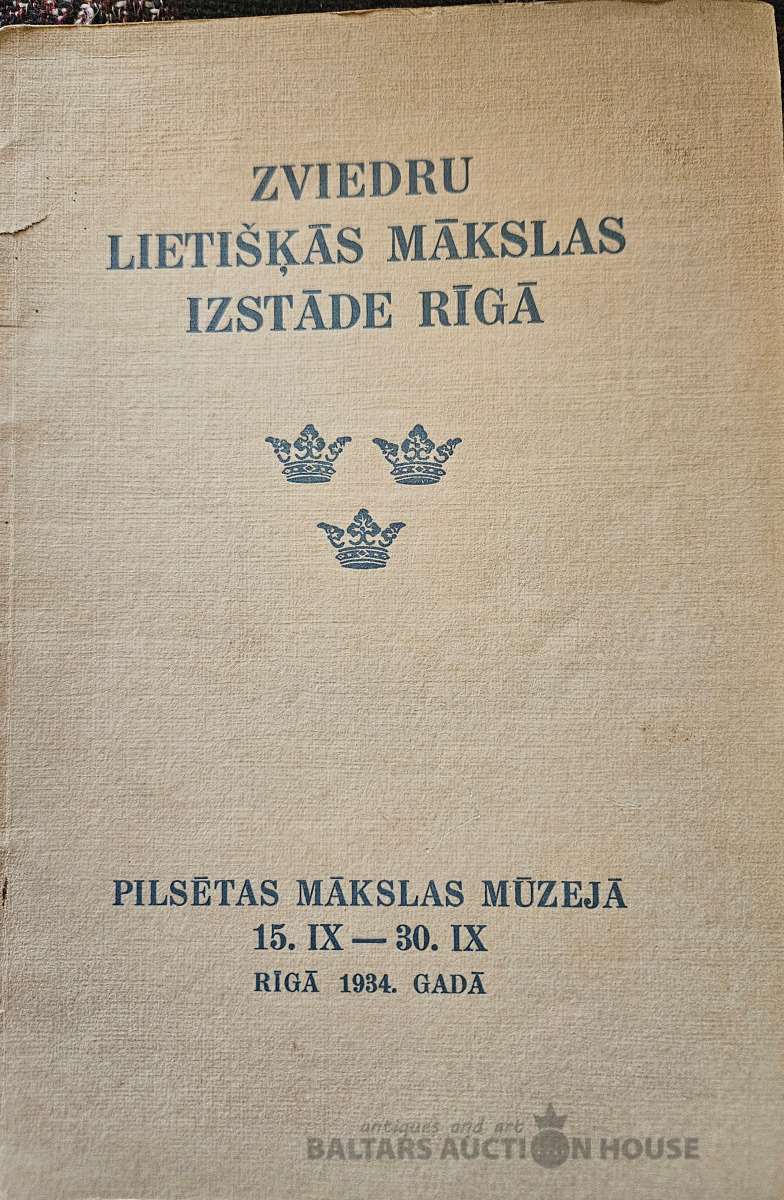 ZVIEDRU
LIETIŠĶĀS MĀKSLAS
IZSTĀDE RĪGĀ
PILSĒTAS MĀKSLAS MŪZEJĀ
15. IX — 30. IX
RĪGĀ 1934. GADĀ
antiques and art
BALTARS AUCTION HOUSE